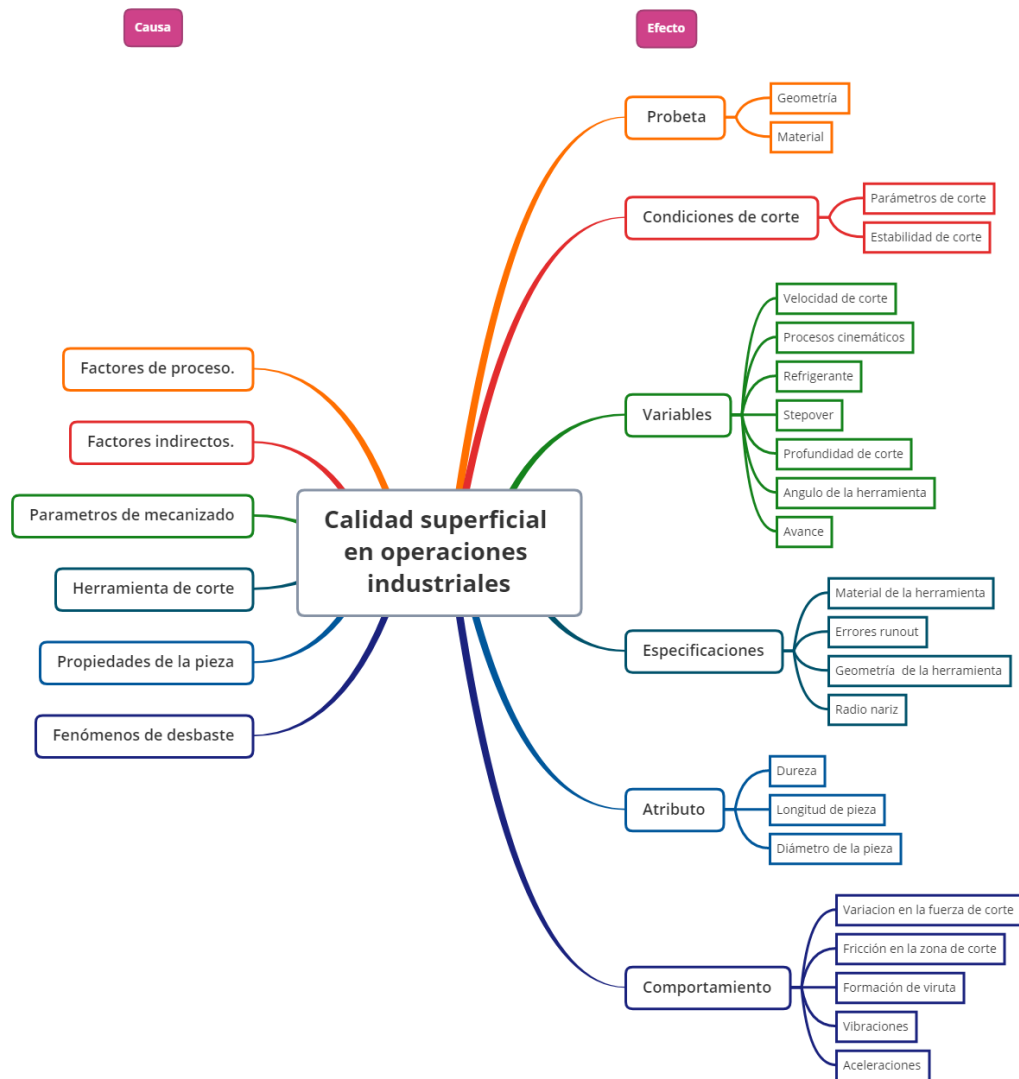 Causa
Efecto
Factores de proceso.
Factores indirectos.
Parametros de mecanizado
Herramienta de corte
Propiedades de la pieza
Fenómenos de desbaste
Calidad superficial
en operaciones
industriales
Probeta
Geometría
Material
Condiciones de corte
Parámetros de corte
Estabilidad de corte
Variables
Velocidad de corte
Procesos cinemáticos
Refrigerante
Stepover
Profundidad de corte
Angulo de la herramienta
Avance
Especificaciones
Material de la herramienta
Errores runout
Geometría  de la herramienta
Radio nariz
Atributo
Dureza
Longitud de pieza
Diámetro de la pieza
Comportamiento
Variacion en la fuerza de corte
Fricción en la zona de corte
Formación de viruta
Vibraciones
Aceleraciones